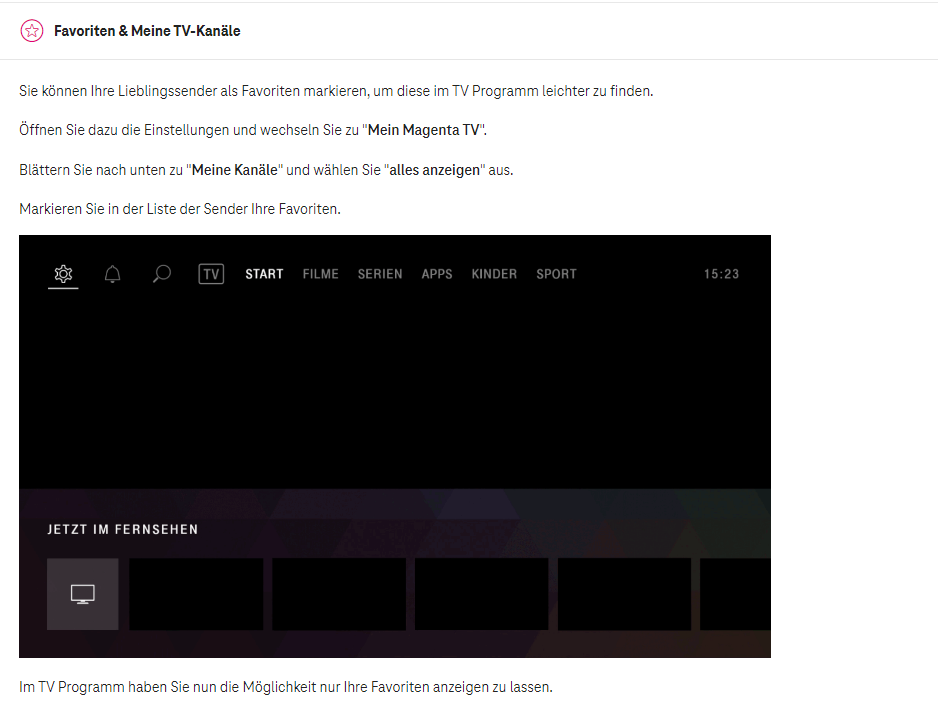 Favoriten & Meine TV-Kanäle
Sie können Ihre Lieblingssender als Favoriten markieren, um diese im TV Programm leichter zu finden.
Öffnen Sie dazu die Einstellungen und wechseln Sie zu "Mein Magenta TV".
Blättern Sie nach unten zu "Meine Kanäle" und wählen Sie "alles anzeigen" aus.
Markieren Sie in der Liste der Sender Ihre Favoriten.
TV START FILME SERIEN APPS KINDER SPORT 15:23
JETZT IM FERNSEHEN
Im TV Programm haben Sie nun die Möglichkeit nur Ihre Favoriten anzeigen zu lassen.